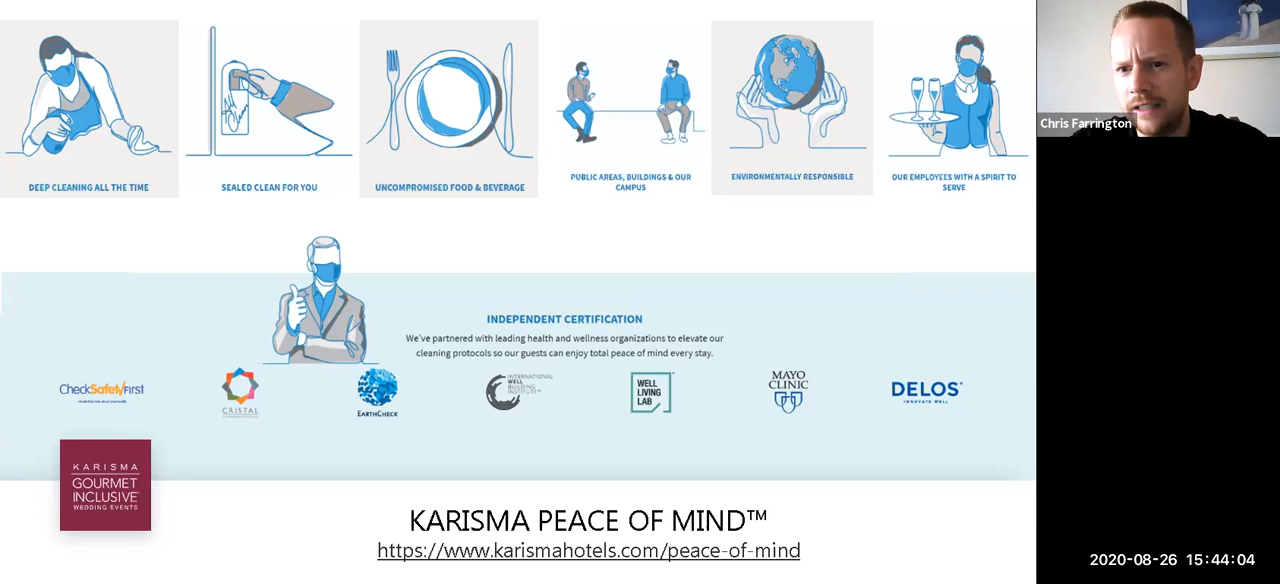 DEEP CLEANING ALL THE TIME
SEALED CLEAN FOR YOU
UNCOMPROMISED FOOD & BEVERAGE
PUBLIC AREAS, BUILDINGS & OUR
CAMPUS
ENVIRONMENTALLY RESPONSIBLE
OUR EMPLOYEES WITH A SPIRIT TO
SERVE
Chris Farrington
INDEPENDENT CERTIFICATION
We've partnered with leading health and wellness organizations to elevate our
cleaning protocols so our guests can enjoy total peace of mind every stay.
CheckSafetyFirst
CRISTAL
EARTHCHECK
INTERNATIONAL
WELL
BUILDING
INSTITUTE™
WELL
LIVING
LAB
MAYO
CLINIC
DELOS®
INNOVATE WELL
KARISMA
GOURMET
INCLUSIVE
WEDDING EVENTS
KARISMA PEACE OF MIND™
https://www.karismahotels.com/peace-of-mind
2020-08-26 15:44:04